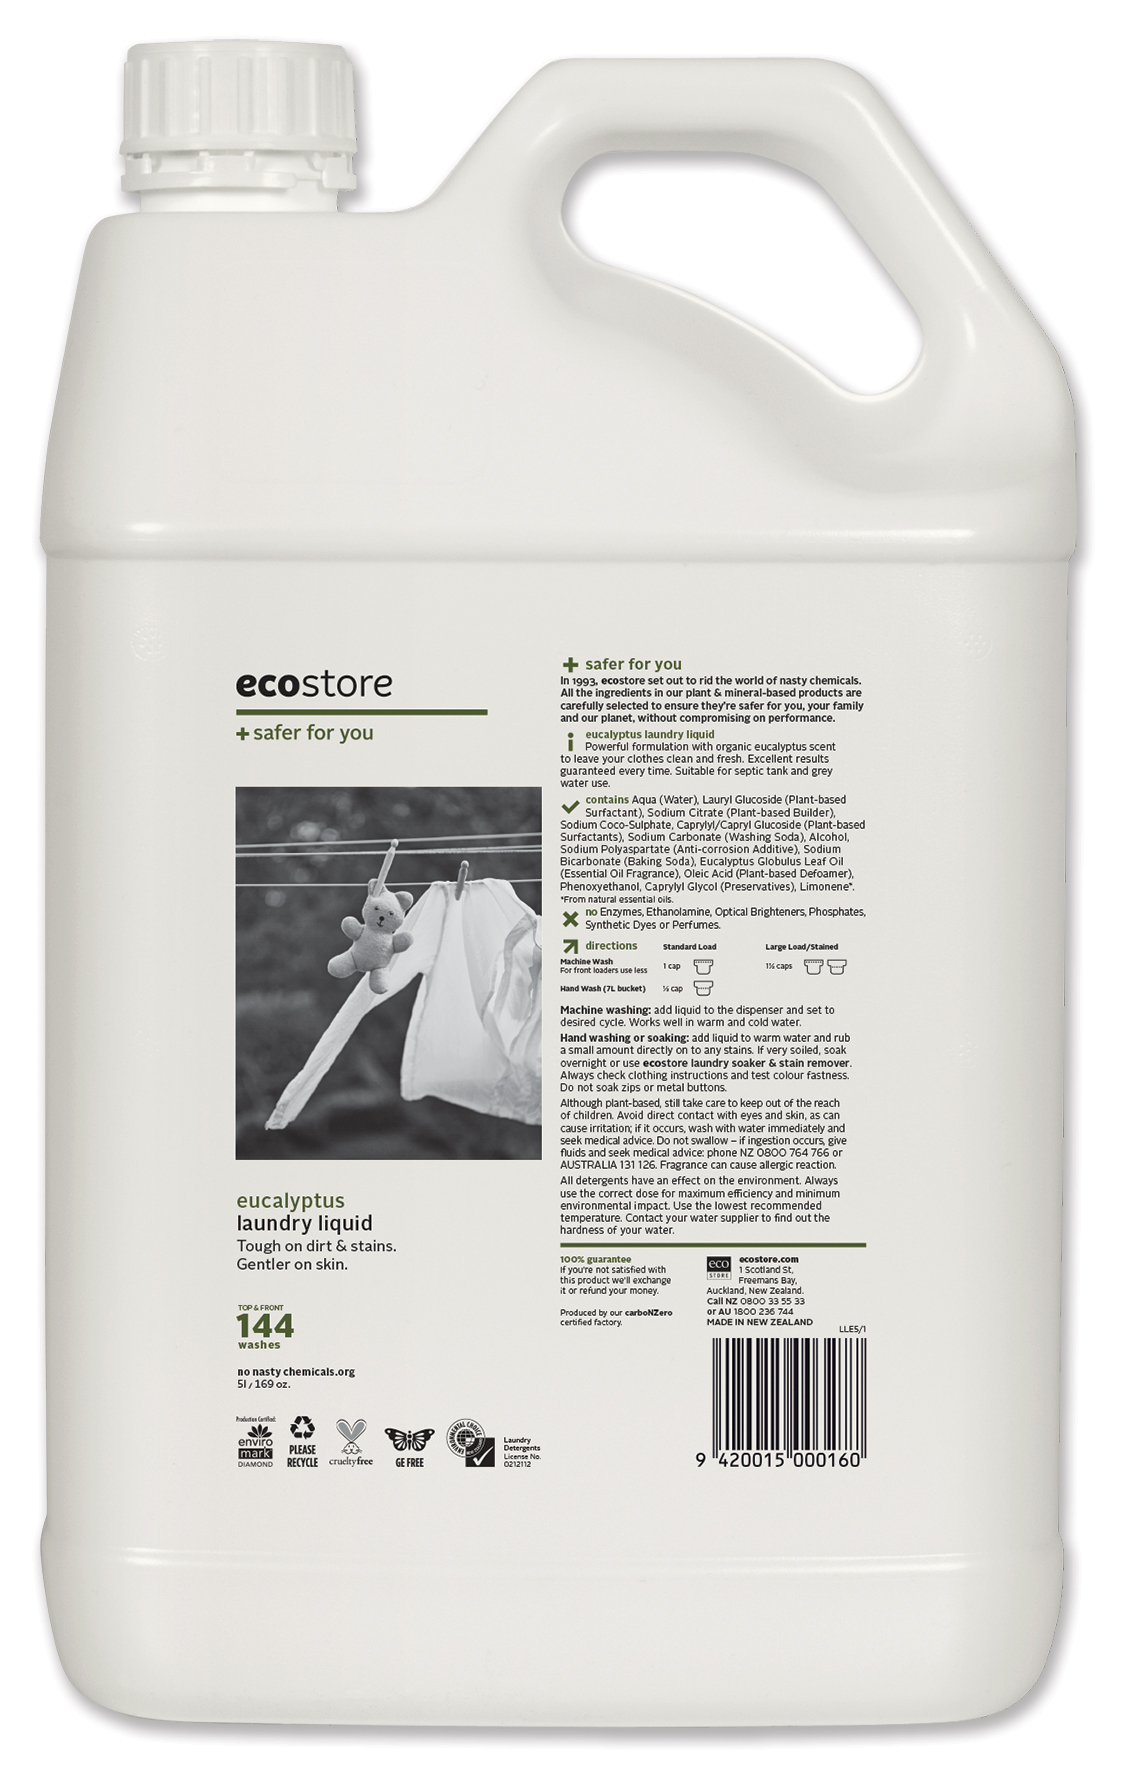 ecostore
+ safer for you
eucalyptus
laundry liquid
Tough on dirt & stains.
Gentler on skin.
TOP & FRONT
144
washes
no nasty chemicals.org
5l / 169 oz.
Production Certified:
enviro
mark
DIAMOND
PLEASE
RECYCLE
crueltyfree
GE FREE
ENVIRONMENTAL CHOICE
Laundry
Detergents
License No.
0212112
+ safer for you
In 1993, ecostore set out to rid the world of nasty chemicals.
All the ingredients in our plant & mineral-based products are
carefully selected to ensure they're safer for you, your family
and our planet, without compromising on performance.
i eucalyptus laundry liquid
Powerful formulation with organic eucalyptus scent
to leave your clothes clean and fresh. Excellent results
guaranteed every time. Suitable for septic tank and grey
water use.
contains Aqua (Water), Lauryl Glucoside (Plant-based
Surfactant), Sodium Citrate (Plant-based Builder),
Sodium Coco-Sulphate, Caprylyl/Capryl Glucoside (Plant-based
Surfactants), Sodium Carbonate (Washing Soda), Alcohol,
Sodium Polyaspartate (Anti-corrosion Additive), Sodium
Bicarbonate (Baking Soda), Eucalyptus Globulus Leaf Oil
(Essential Oil Fragrance), Oleic Acid (Plant-based Defoamer),
Phenoxyethanol, Caprylyl Glycol (Preservatives), Limonene*.
*From natural essential oils.
no Enzymes, Ethanolamine, Optical Brighteners, Phosphates,
Synthetic Dyes or Perfumes.
directions Standard Load Large Load/Stained
Machine Wash
For front loaders use less 1 cap 1½ caps
Hand Wash (7L bucket) ½ cap
Machine washing: add liquid to the dispenser and set to
desired cycle. Works well in warm and cold water.
Hand washing or soaking: add liquid to warm water and rub
a small amount directly on to any stains. If very soiled, soak
overnight or use ecostore laundry soaker & stain remover.
Always check clothing instructions and test colour fastness.
Do not soak zips or metal buttons.
Although plant-based, still take care to keep out of the reach
of children. Avoid direct contact with eyes and skin, as can
cause irritation; if it occurs, wash with water immediately and
seek medical advice. Do not swallow – if ingestion occurs, give
fluids and seek medical advice: phone NZ 0800 764 766 or
AUSTRALIA 131 126. Fragrance can cause allergic reaction.
All detergents have an effect on the environment. Always
use the correct dose for maximum efficiency and minimum
environmental impact. Use the lowest recommended
temperature. Contact your water supplier to find out the
hardness of your water.
100% guarantee
If you're not satisfied with
this product we'll exchange
it or refund your money.
Produced by our carboNZero
certified factory.
eco
STORE
ecostore.com
1 Scotland St,
Freemans Bay,
Auckland, New Zealand.
Call NZ 0800 33 55 33
or AU 1800 236 744
MADE IN NEW ZEALAND
LLE5/1
9 420015 000160